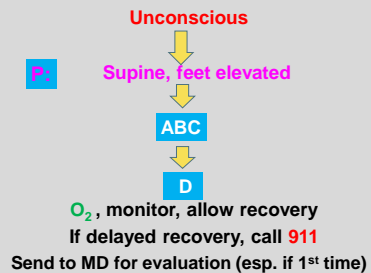 Unconscious
P: Supine, feet elevated
ABC
D
O₂ , monitor, allow recovery
If delayed recovery, call 911
Send to MD for evaluation (esp. if 1ˢᵗ time)